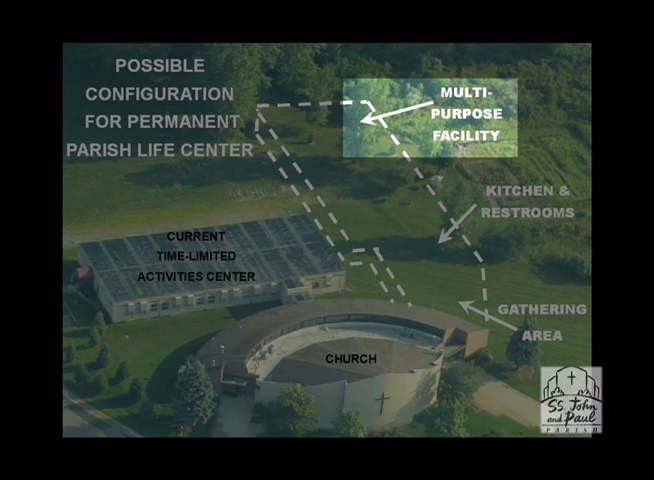 POSSIBLE
CONFIGURATION
FOR PERMANENT
PARISH LIFE CENTER
MULTI-
PURPOSE
FACILITY
KITCHEN &
RESTROOMS
CURRENT
TIME-LIMITED
ACTIVITIES CENTER
GATHERING
AREA
CHURCH
SS. John
and Paul
PARISH